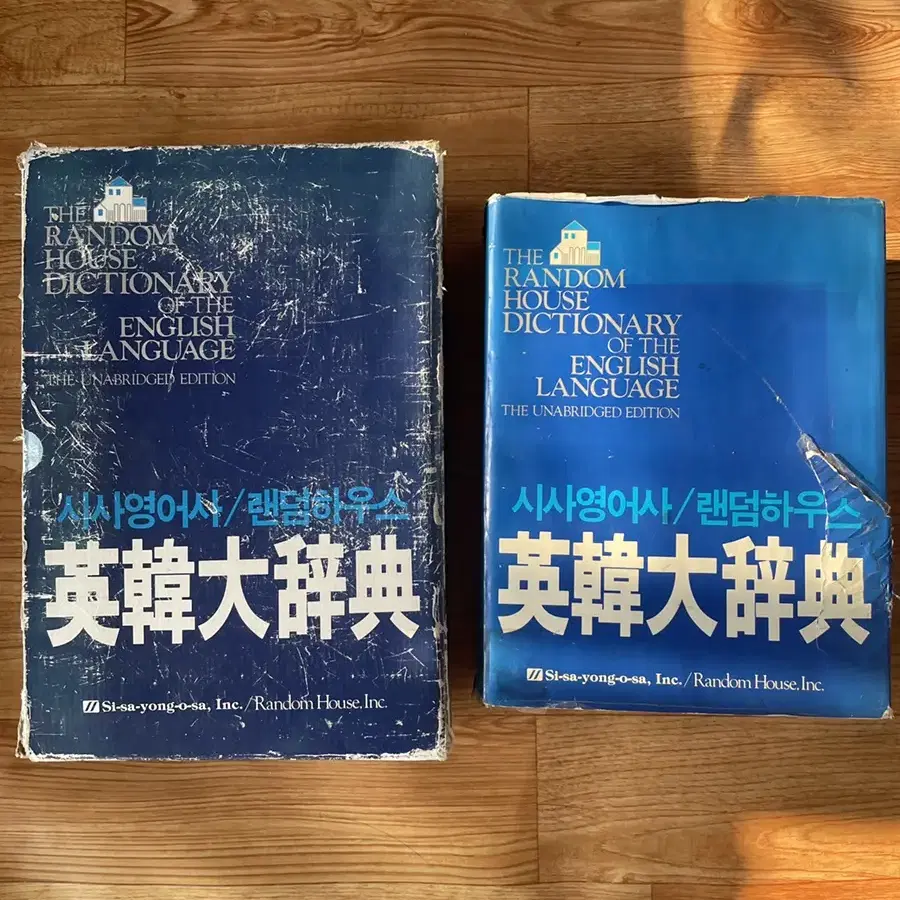 THE
RANDOM
HOUSE
DICTIONARY
OF THE
ENGLISH
LANGUAGE
THE UNABRIDGED EDITION
시사영어사/랜덤하우스
英韓大辞典
Si-sa-yong-o-sa, Inc./Random House, Inc.
THE
RANDOM
HOUSE
DICTIONARY
OF THE
ENGLISH
LANGUAGE
THE UNABRIDGED EDITION
시사영어사/랜덤하우스
英韓大辞典
Si-sa-yong-o-sa, Inc./Random House, Inc.